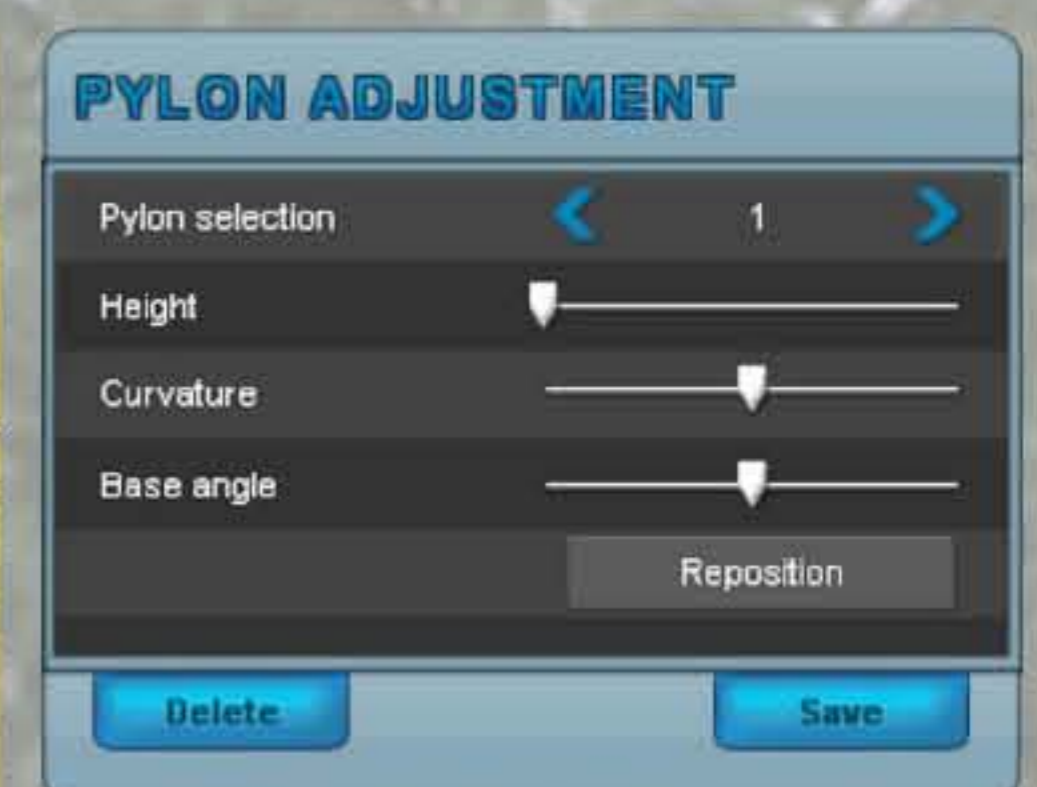 PYLON ADJUSTMENT
Pylon selection 1
Height
Curvature
Base angle
Reposition
Delete Save